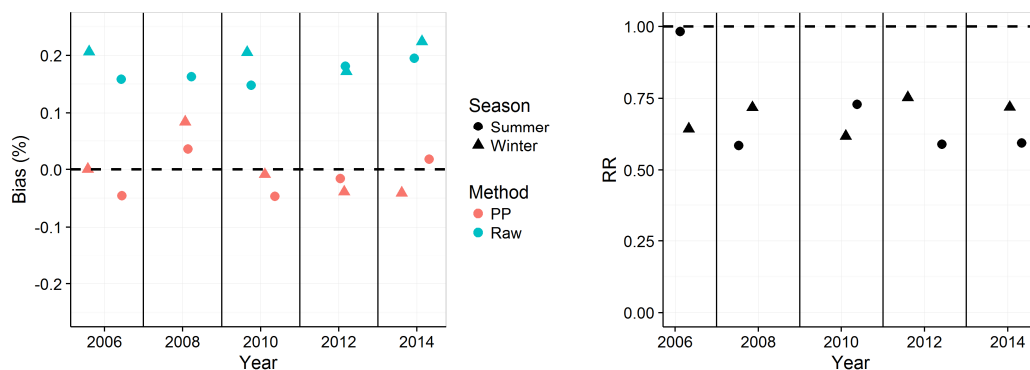 0.2
0.1
0.0
-0.1
-0.2
Bias (%)
2006 2008 2010 2012 2014
Year
Season
Summer
Winter
Method
PP
Raw
1.00
0.75
0.50
0.25
0.00
RR
2006 2008 2010 2012 2014
Year